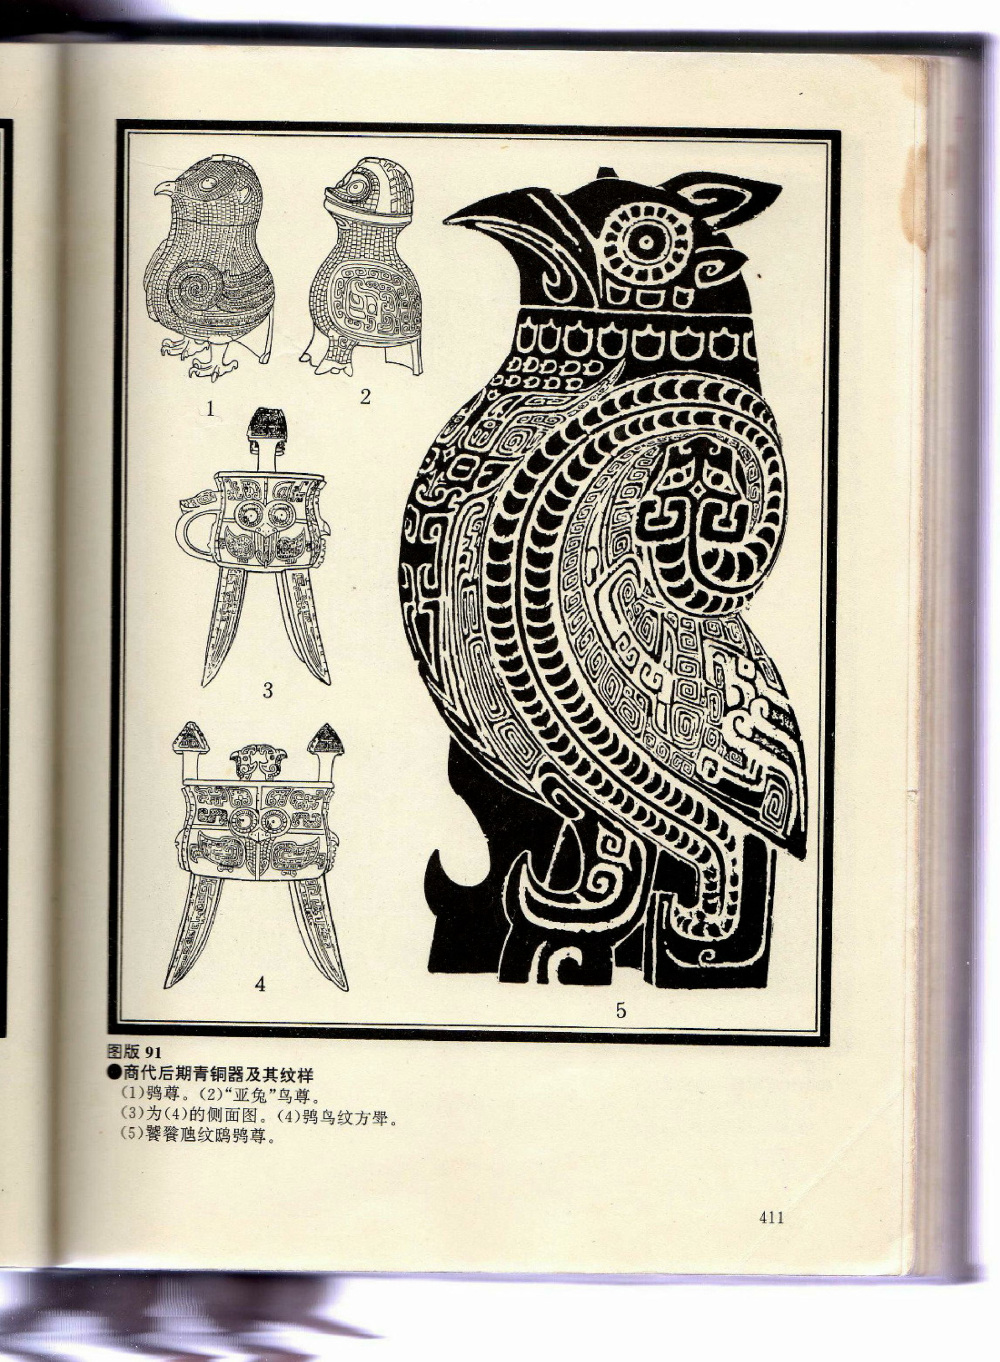 1
2
3
4
5
图版 91
●商代后期青铜器及其纹样
(1)鸮尊。(2)“亚兔”鸟尊。
(3)为(4)的侧面图。(4)鸮鸟纹方斝。
(5)饕餮虺纹鸱鸮尊。
411